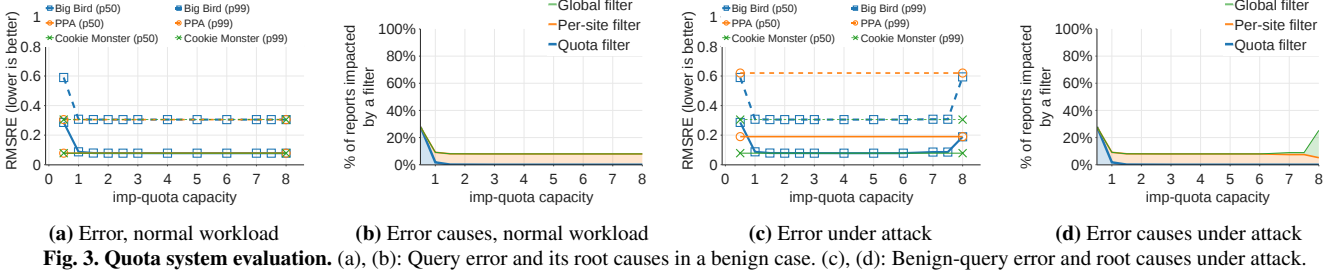 Big Bird (p50)
Big Bird (p99)
PPA (p50)
PPA (p99)
Cookie Monster (p50)
Cookie Monster (p99)
RMSRE (lower is better)
1
0.8
0.6
0.4
0.2
0
0 1 2 3 4 5 6 7 8
imp-quota capacity
(a) Error, normal workload
Global filter
Per-site filter
Quota filter
% of reports impacted
by a filter
100%
80%
60%
40%
20%
0%
1 2 3 4 5 6 7 8
imp-quota capacity
(b) Error causes, normal workload
Big Bird (p50)
Big Bird (p99)
PPA (p50)
PPA (p99)
Cookie Monster (p50)
Cookie Monster (p99)
RMSRE (lower is better)
1
0.8
0.6
0.4
0.2
0
0 1 2 3 4 5 6 7 8
imp-quota capacity
(c) Error under attack
Global filter
Per-site filter
Quota filter
% of reports impacted
by a filter
100%
80%
60%
40%
20%
0%
1 2 3 4 5 6 7 8
imp-quota capacity
(d) Error causes under attack
Fig. 3. Quota system evaluation. (a), (b): Query error and its root causes in a benign case. (c), (d): Benign-query error and root causes under attack.